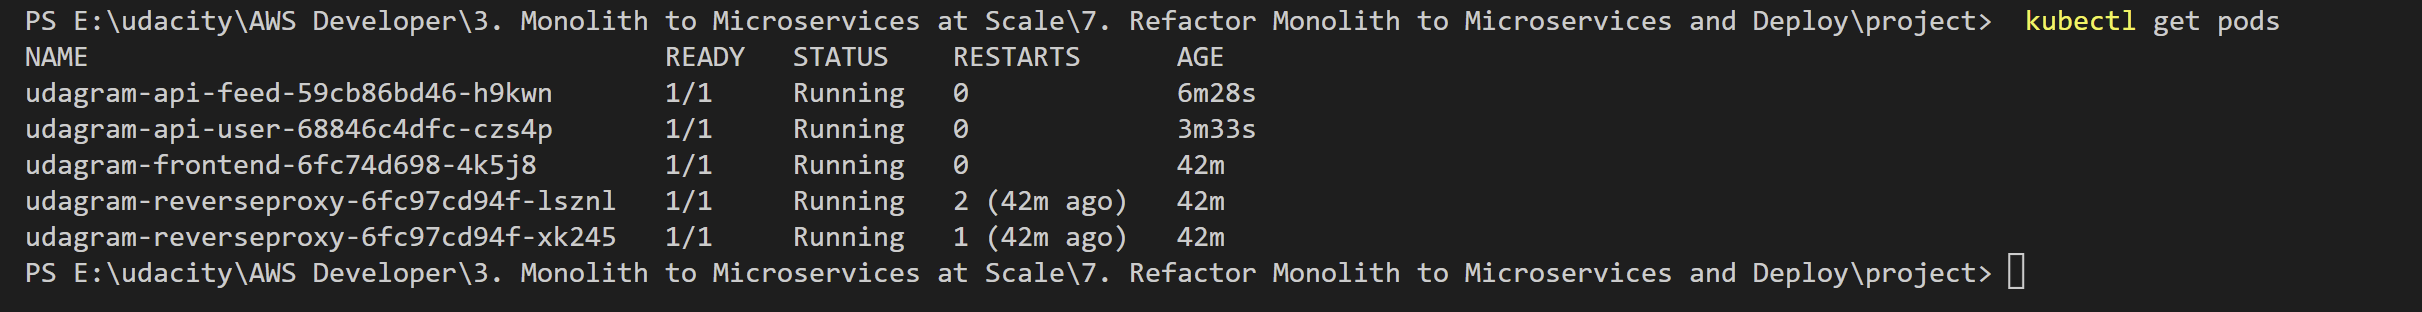 PS E:\udacity\AWS Developer\3. Monolith to Microservices at Scale\7. Refactor Monolith to Microservices and Deploy\project>  kubectl get pods
NAME                                    READY   STATUS    RESTARTS      AGE
udagram-api-feed-59cb86bd46-h9kwn       1/1     Running   0             6m28s
udagram-api-user-68846c4dfc-czs4p       1/1     Running   0             3m33s
udagram-frontend-6fc74d698-4k5j8        1/1     Running   0             42m
udagram-reverseproxy-6fc97cd94f-lsznl   1/1     Running   2 (42m ago)   42m
udagram-reverseproxy-6fc97cd94f-xk245   1/1     Running   1 (42m ago)   42m
PS E:\udacity\AWS Developer\3. Monolith to Microservices at Scale\7. Refactor Monolith to Microservices and Deploy\project>